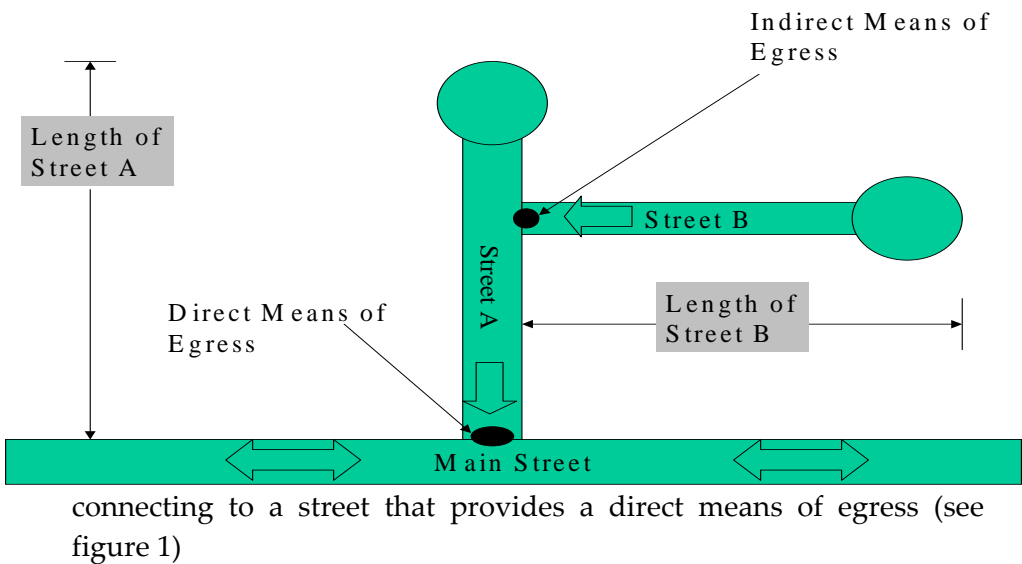 Indirect Means of
Egress
Length of
Street A
Street B
Street A
Direct Means of
Egress
Length of
Street B
Main Street
connecting to a street that provides a direct means of egress (see
figure 1)